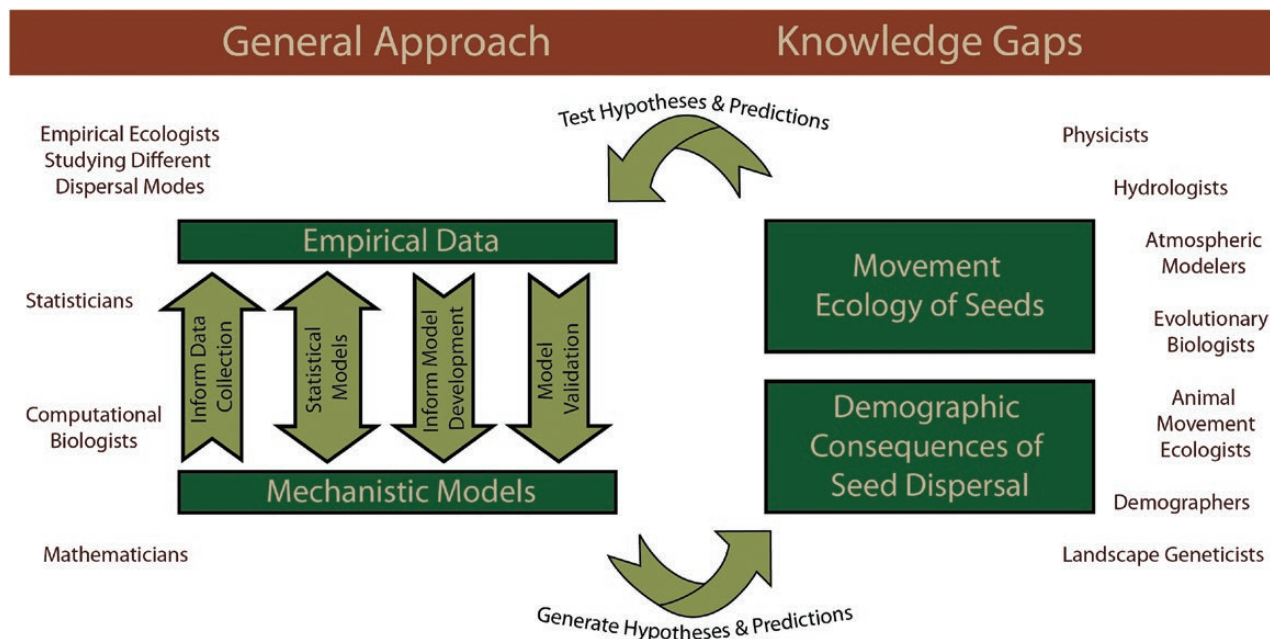 General Approach
Knowledge Gaps
Test Hypotheses & Predictions
Empirical Ecologists
Studying Different
Dispersal Modes
Statisticians
Computational
Biologists
Mathematicians
Empirical Data
Inform Data
Collection
Statistical
Models
Inform Model
Development
Model
Validation
Mechanistic Models
Movement
Ecology of Seeds
Demographic
Consequences of
Seed Dispersal
Physicists
Hydrologists
Atmospheric
Modelers
Evolutionary
Biologists
Animal
Movement
Ecologists
Demographers
Landscape Geneticists
Generate Hypotheses & Predictions